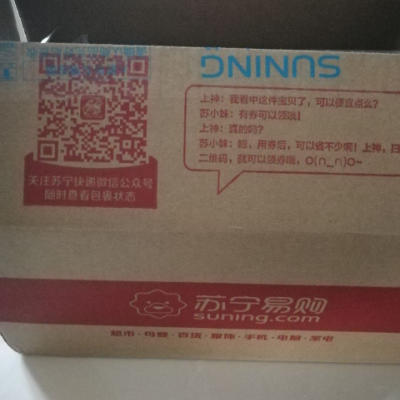 SUNING
上神：我看中这件宝贝了，可以便宜点么？
苏小妹：有券可以领哦！
上神：真的吗？
苏小妹：嗯，用券后，可以省不少呢！上神，扫
二维码，就可以领券哦，O(∩_∩)O~
关注苏宁快递微信公众号
随时查看包裹状态
苏宁易购
suning.com
超市·母婴·百货·服饰·手机·电脑·家电